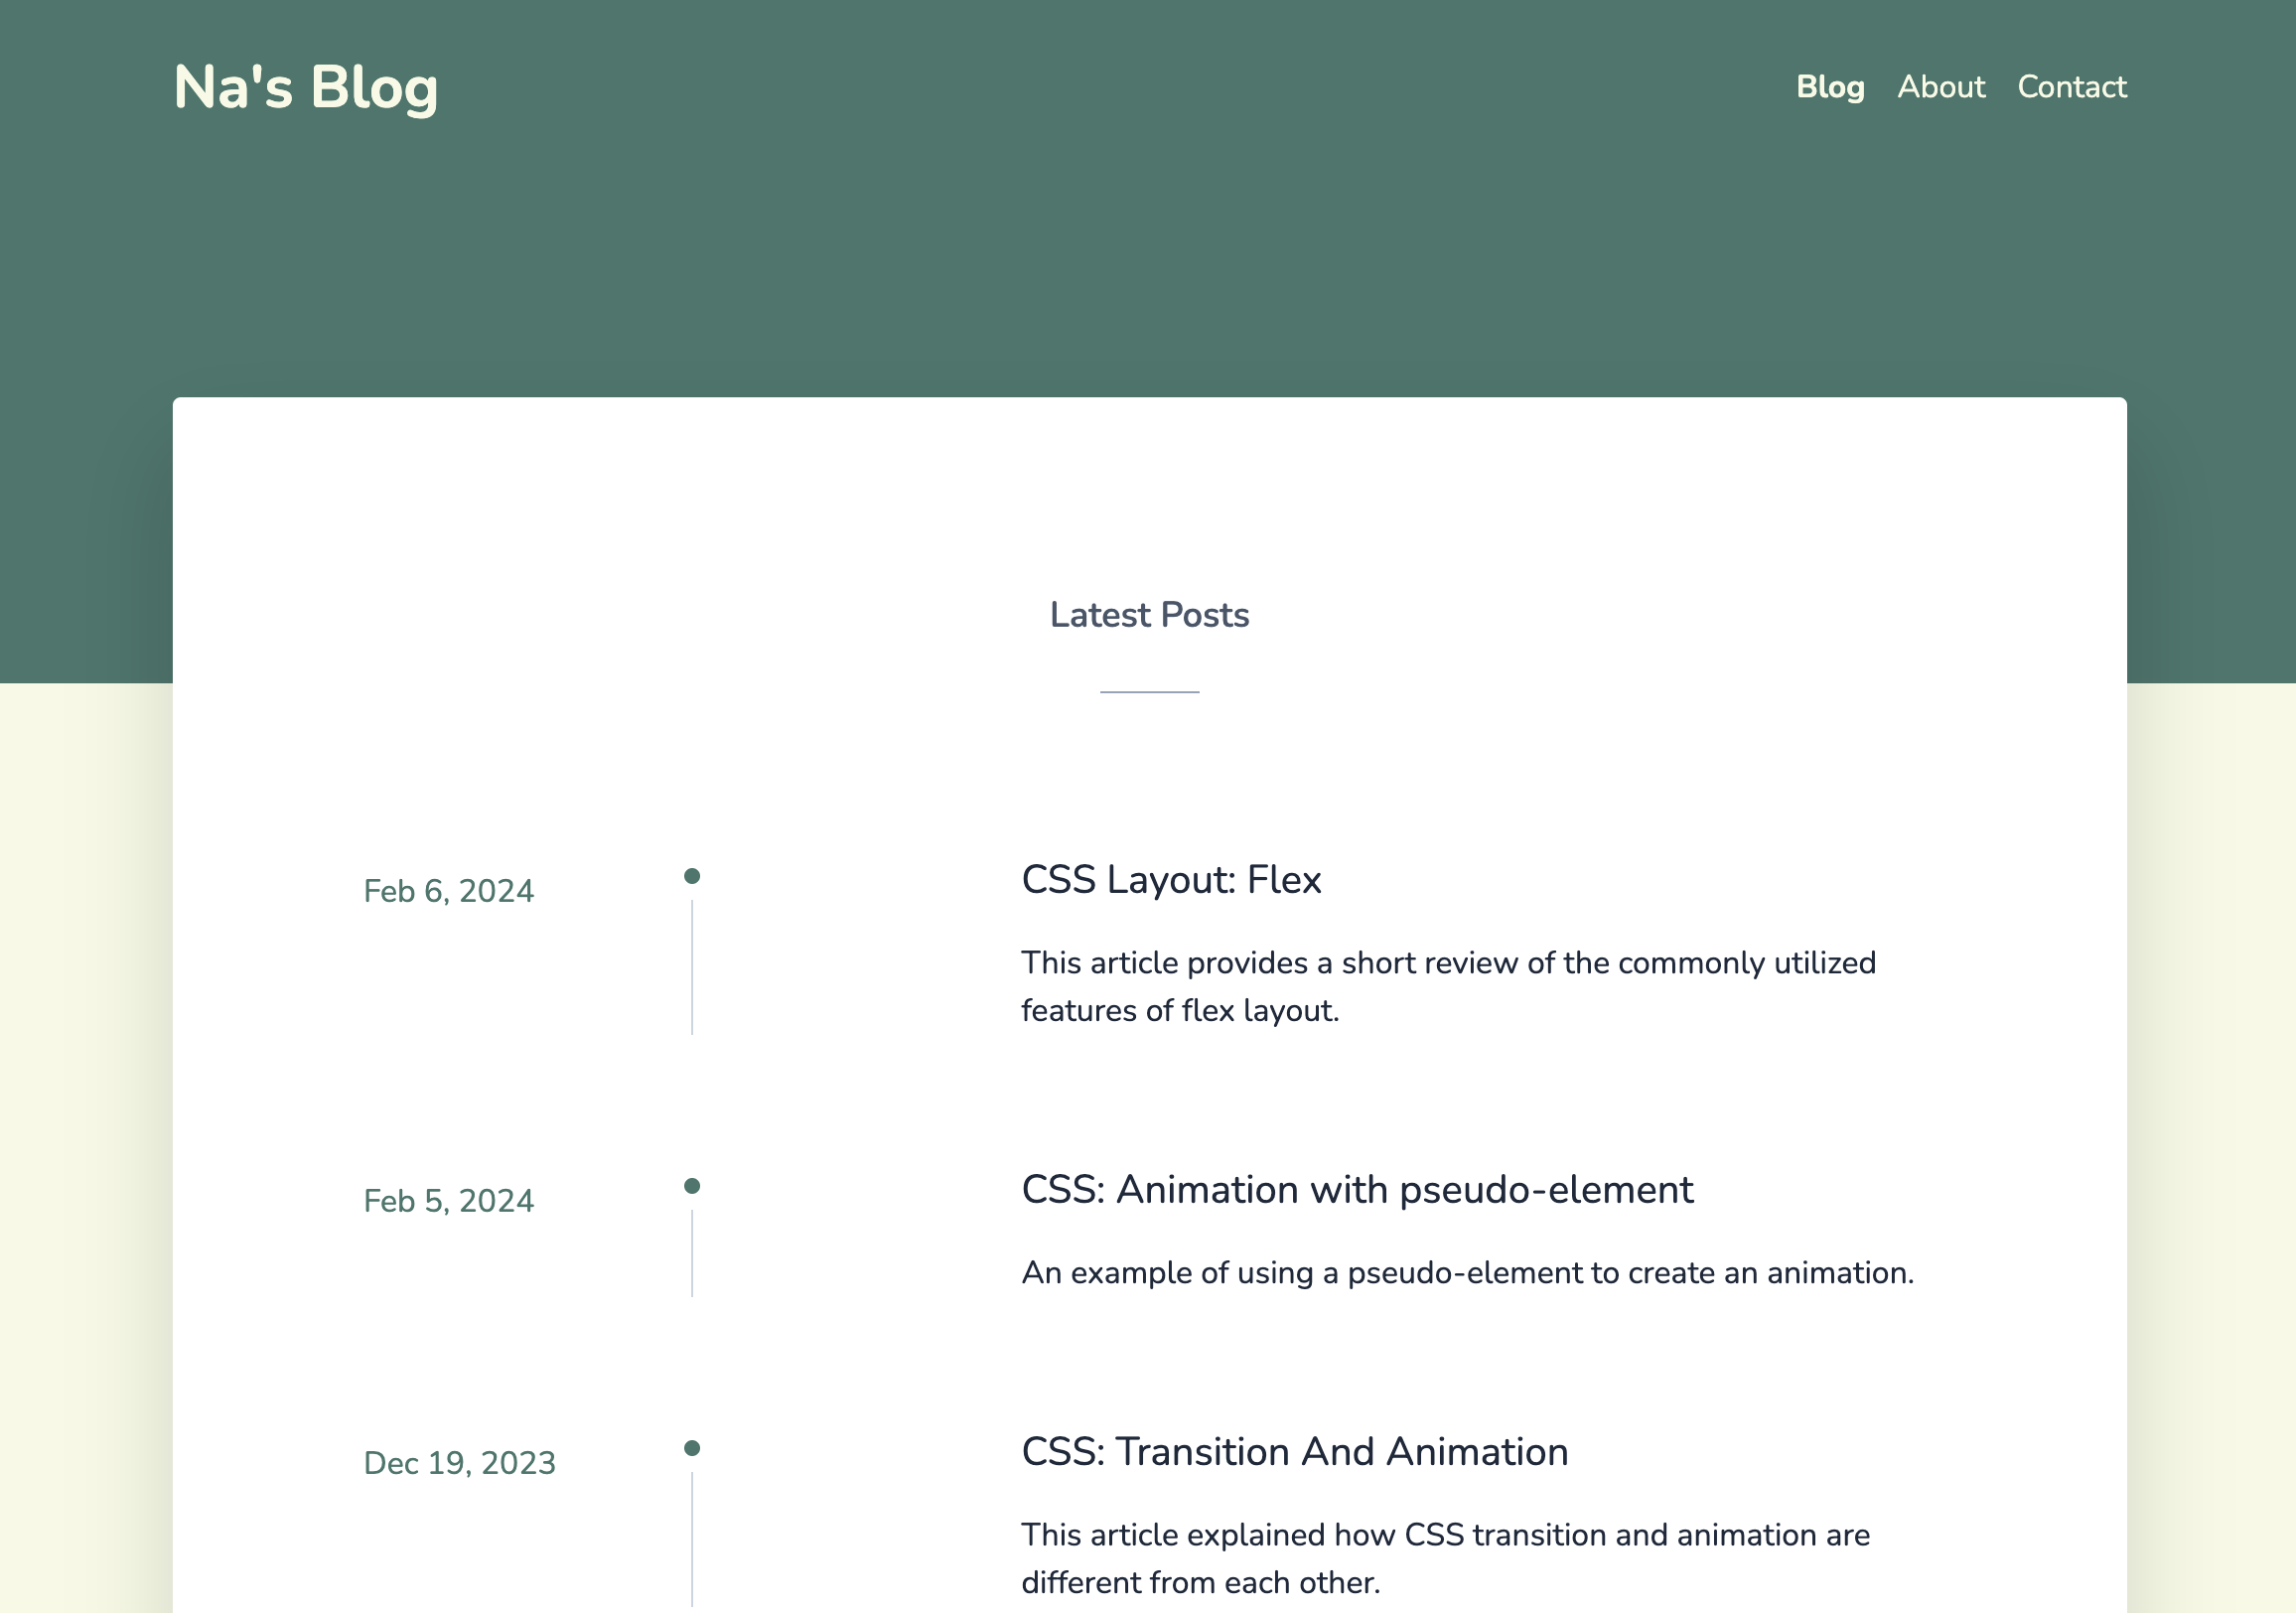 Na's Blog
Blog About Contact
Latest Posts
Feb 6, 2024
CSS Layout: Flex
This article provides a short review of the commonly utilized
features of flex layout.
Feb 5, 2024
CSS: Animation with pseudo-element
An example of using a pseudo-element to create an animation.
Dec 19, 2023
CSS: Transition And Animation
This article explained how CSS transition and animation are
different from each other.